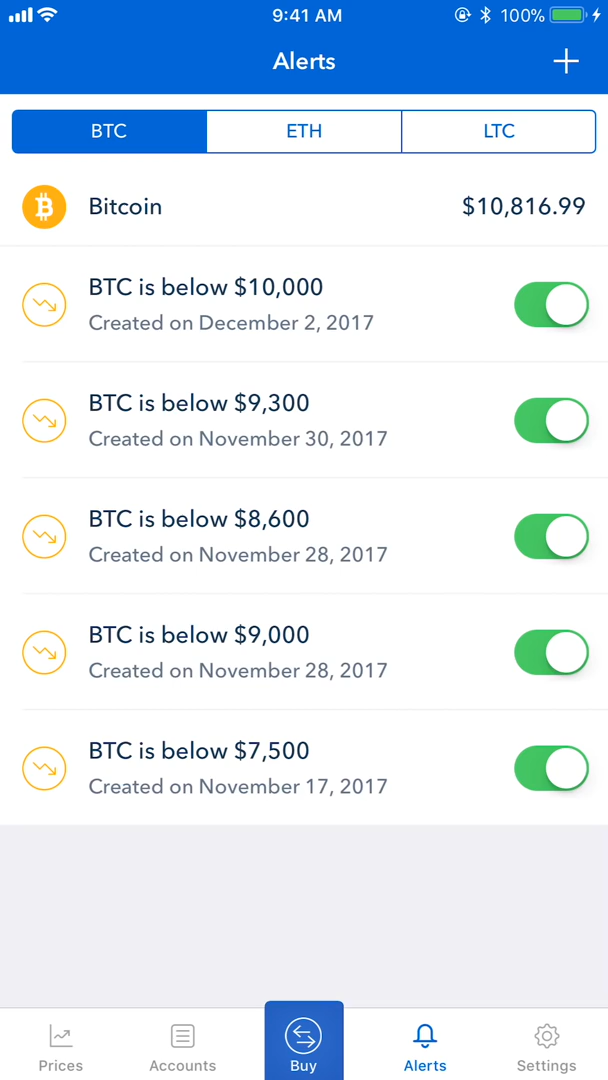 9:41 AM 100%
Alerts
BTC ETH LTC
Bitcoin $10,816.99
BTC is below $10,000
Created on December 2, 2017
BTC is below $9,300
Created on November 30, 2017
BTC is below $8,600
Created on November 28, 2017
BTC is below $9,000
Created on November 28, 2017
BTC is below $7,500
Created on November 17, 2017
Prices Accounts Buy Alerts Settings